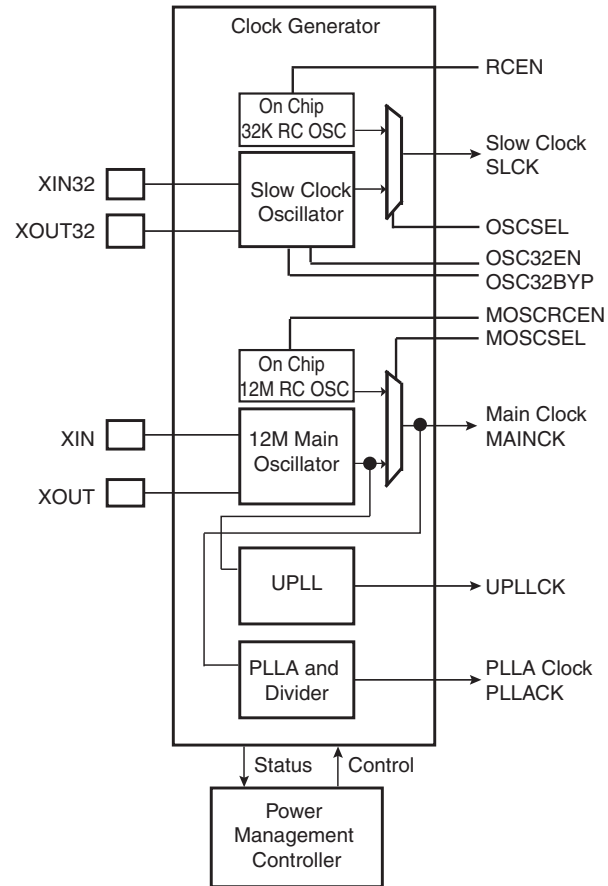 Clock Generator
RCEN
On Chip
32K RC OSC
Slow Clock
SLCK
XIN32
Slow Clock
Oscillator
XOUT32
OSCSEL
OSC32EN
OSC32BYP
MOSCRCEN
MOSCSEL
On Chip
12M RC OSC
Main Clock
MAINCK
XIN
12M Main
Oscillator
XOUT
UPLL
UPLLCK
PLLA and
Divider
PLLA Clock
PLLACK
Status
Control
Power
Management
Controller